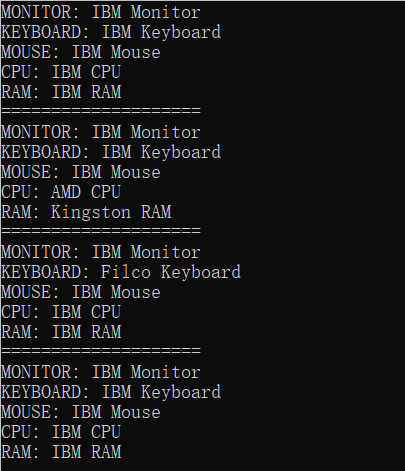 MONITOR: IBM Monitor
KEYBOARD: IBM Keyboard
MOUSE: IBM Mouse
CPU: IBM CPU
RAM: IBM RAM
====================
MONITOR: IBM Monitor
KEYBOARD: IBM Keyboard
MOUSE: IBM Mouse
CPU: AMD CPU
RAM: Kingston RAM
====================
MONITOR: IBM Monitor
KEYBOARD: Filco Keyboard
MOUSE: IBM Mouse
CPU: IBM CPU
RAM: IBM RAM
====================
MONITOR: IBM Monitor
KEYBOARD: IBM Keyboard
MOUSE: IBM Mouse
CPU: IBM CPU
RAM: IBM RAM